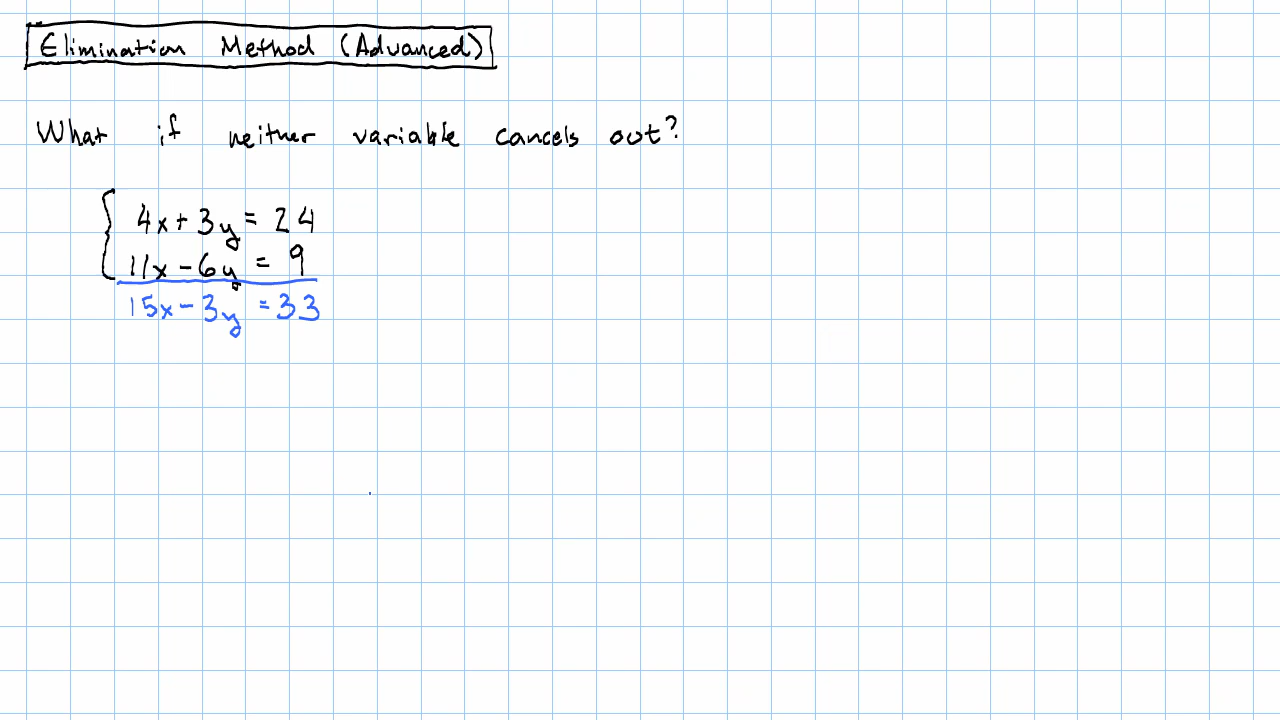 Elimination Method (Advanced)
What if neither variable cancels out?
4x + 3y = 24
11x - 6y = 9
15x - 3y = 33